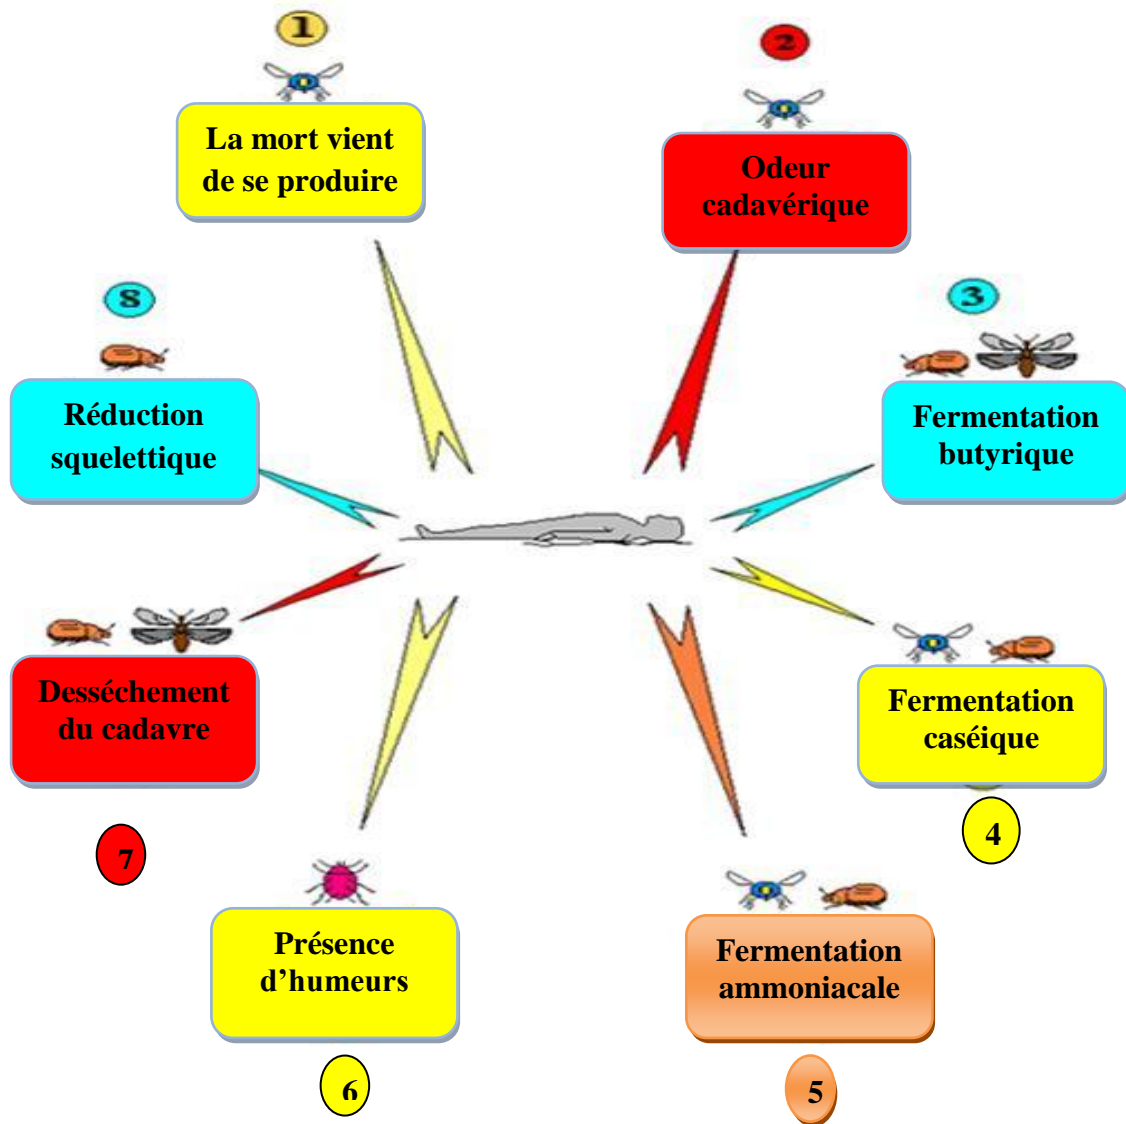 1
La mort vient
de se produire
2
Odeur
cadavérique
3
Fermentation
butyrique
4
Fermentation
caséique
5
Fermentation
ammoniacale
6
Présence
d’humeurs
7
Desséchement
du cadavre
8
Réduction
squelettique